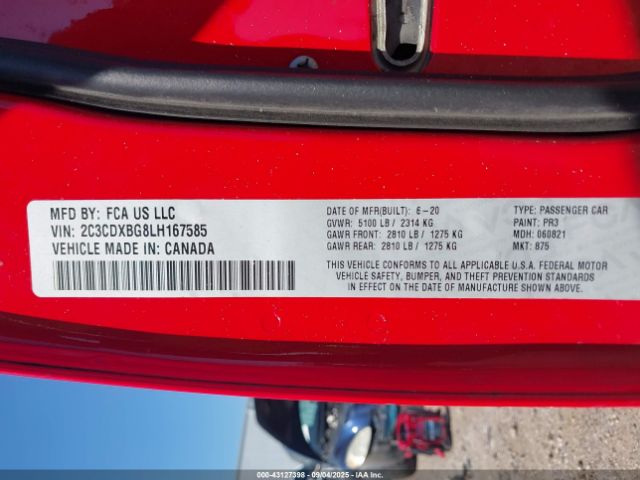 MFD BY: FCA US LLC
VIN: 2C3CDXBG8LH167585
VEHICLE MADE IN: CANADA
DATE OF MFR(BUILT): 6-20
GVWR: 5100 LB / 2314 KG
GAWR FRONT: 2810 LB / 1275 KG
GAWR REAR: 2810 LB / 1275 KG
TYPE: PASSENGER CAR
CC: PR3
MDH: 060821
MKT: 875
THIS VEHICLE CONFORMS TO ALL APPLICABLE U.S.A. FEDERAL MOTOR
VEHICLE SAFETY, BUMPER, AND THEFT PREVENTION STANDARDS
IN EFFECT ON THE DATE OF MANUFACTURE SHOWN ABOVE.
000-43127398 - 09/04/2025 - IAAI.com